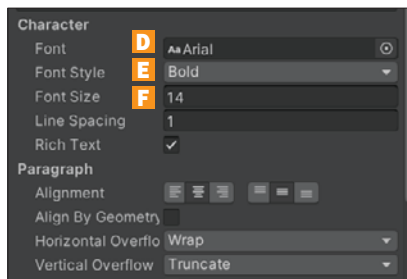 Character
Font D Aa Arial
Font Style E Bold
Font Size F 14
Line Spacing 1
Rich Text
Paragraph
Alignment
Align By Geometry
Horizontal Overflo Wrap
Vertical Overflow Truncate